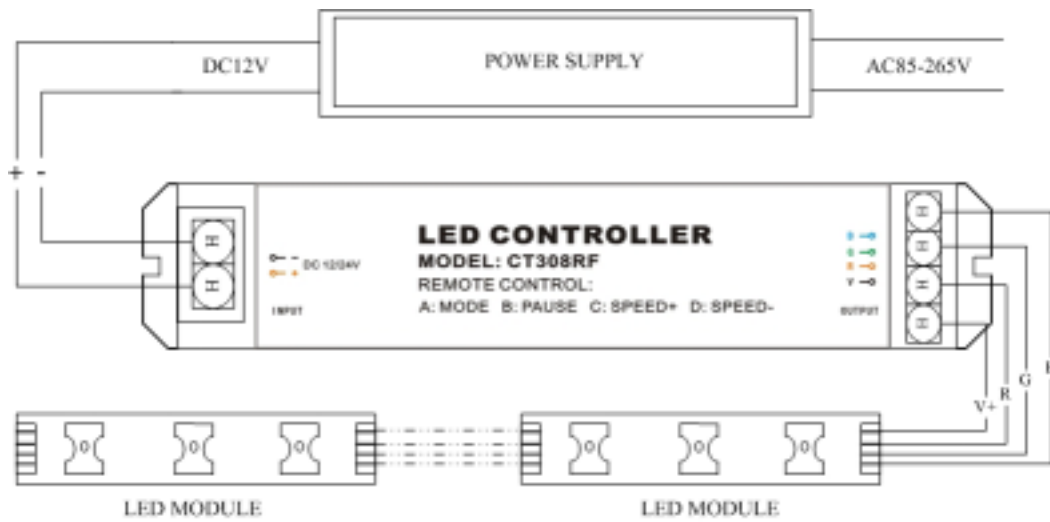 DC12V
POWER SUPPLY
AC85-265V
+ -
LED CONTROLLER
MODEL: CT308RF
REMOTE CONTROL:
A: MODE B: PAUSE C: SPEED+ D: SPEED-
- DC 12/24V
+
INPUT
B
G
R
V
OUTPUT
V+
R
G
LED MODULE
LED MODULE